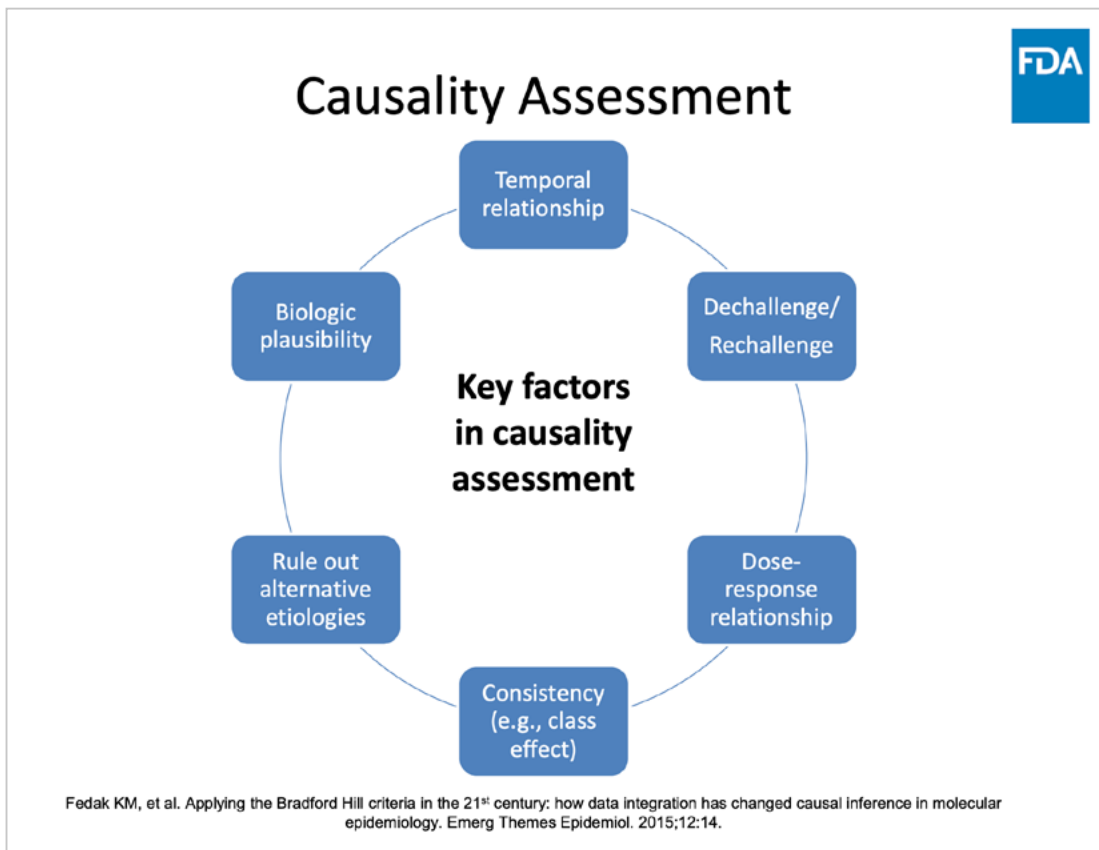 FDA
Causality Assessment
Temporal
relationship
Dechallenge/
Rechallenge
Dose-
response
relationship
Consistency
(e.g., class
effect)
Rule out
alternative
etiologies
Biologic
plausibility
Key factors
in causality
assessment
Fedak KM, et al. Applying the Bradford Hill criteria in the 21st century: how data integration has changed causal inference in molecular
epidemiology. Emerg Themes Epidemiol. 2015;12:14.